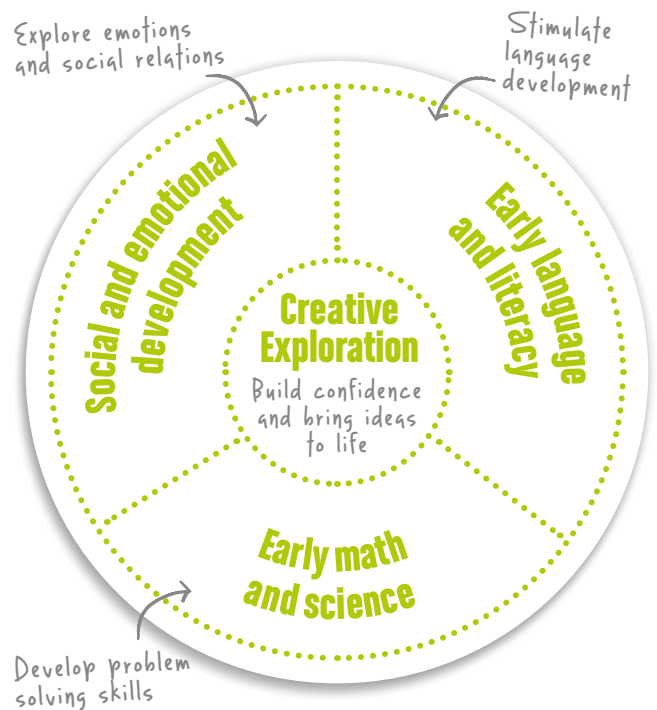 Explore emotions
and social relations
Stimulate
language
development
Social and emotional
development
Early language
and literacy
Creative
Exploration
Build confidence
and bring ideas
to life
Early math
and science
Develop problem
solving skills